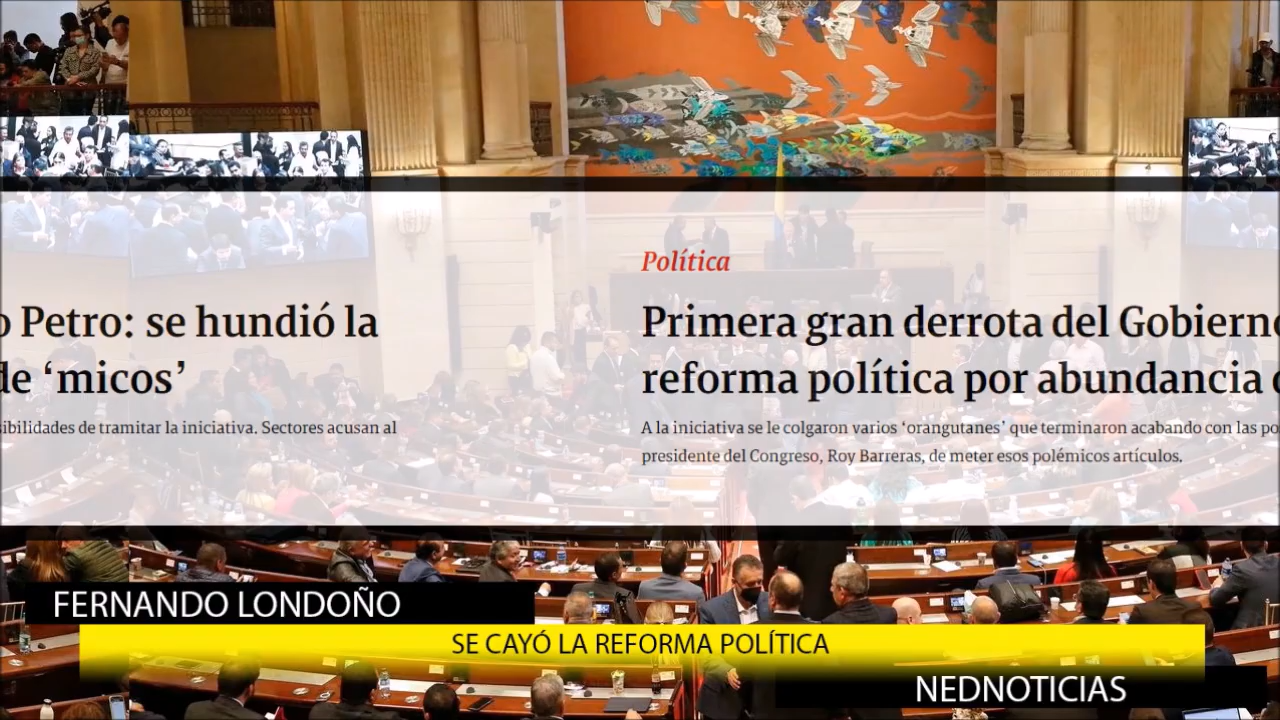 Política
o Petro: se hundió la
de ‘micos’
sibilidades de tramitar la iniciativa. Sectores acusan al
Primera gran derrota del Gobierno
reforma política por abundancia
A la iniciativa se le colgaron varios ‘orangutanes’ que terminaron acabando con las po
presidente del Congreso, Roy Barreras, de meter esos polémicos artículos.
FERNANDO LONDOÑO
SE CAYÓ LA REFORMA POLÍTICA
NEDNOTICIAS